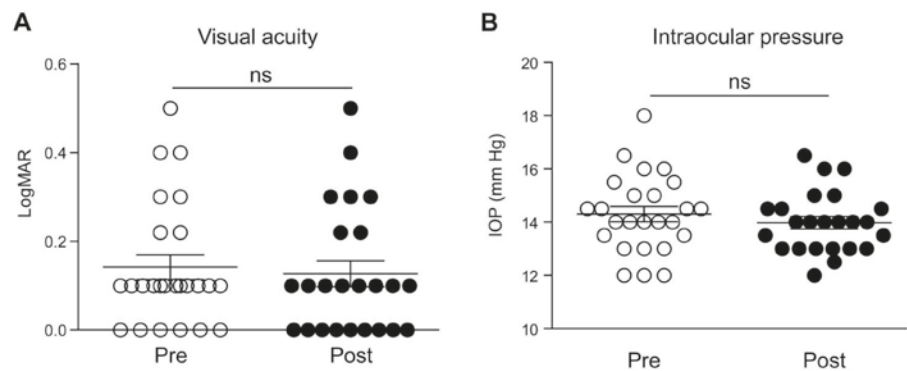 A
Visual acuity
ns
LogMAR
0.6
0.4
0.2
0.0
Pre
Post
B
Intraocular pressure
ns
IOP (mm Hg)
20
18
16
14
12
10
Pre
Post